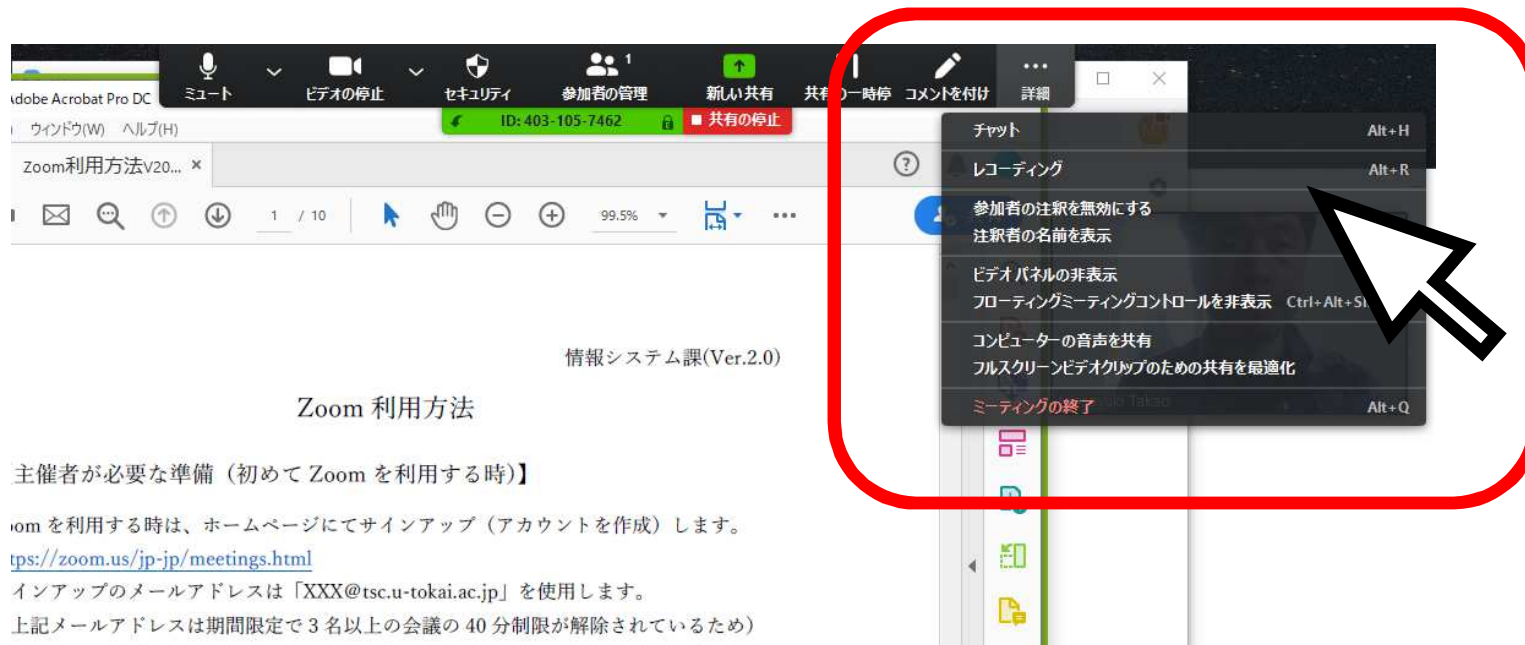 1
ミュート ビデオの停止 セキュリティ 参加者の管理 新しい共有 コメントを付け 詳細
Adobe Acrobat Pro DC
ウィンドウ(W) ヘルプ(H)
ID: 403-105-7462 共有の停止
Zoom利用方法V20... ×
1 / 10 99.5%
チャット Alt+H
レコーディング Alt+R
参加者の注釈を無効にする
注釈者の名前を表示
ビデオ パネルの非表示
フローティングミーティングコントロールを非表示 Ctrl+Alt+
コンピューターの音声を共有
フルスクリーンビデオクリップのための共有を最適化
ミーティングの終了 Alt+Q
情報システム課(Ver.2.0)
Zoom 利用方法
主催者が必要な準備(初めて Zoom を利用する時)】
oom を利用する時は、ホームページにてサインアップ(アカウントを作成)します。
tps://zoom.us/jp-jp/meetings.html
インアップのメールアドレスは「XXX@tsc.u-tokai.ac.jp」を使用します。
上記メールアドレスは期間限定で 3 名以上の会議の 40 分制限が解除されているため)